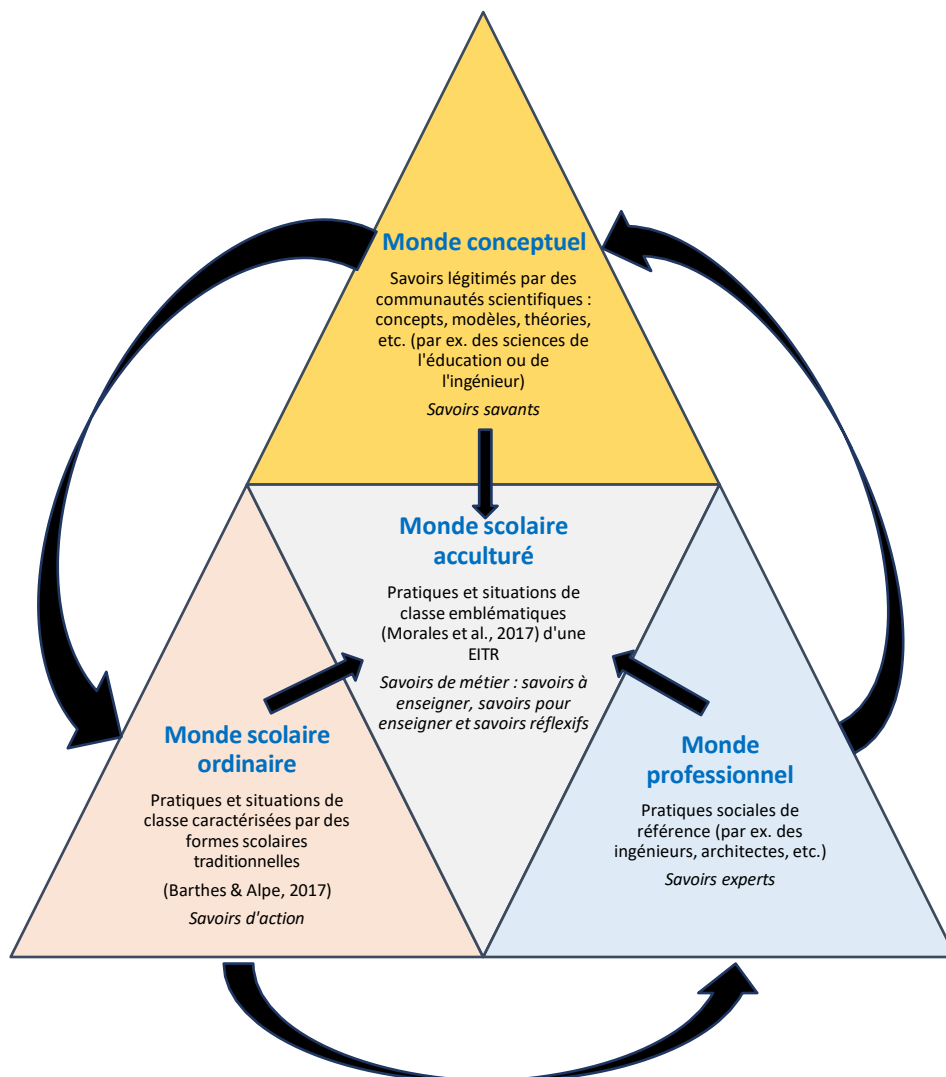 Monde conceptuel
Savoirs légitimés par des
communautés scientifiques :
concepts, modèles, théories,
etc. (par ex. des sciences de
l'éducation ou de
l'ingénieur)
Savoirs savants
Monde scolaire
acculturé
Pratiques et situations de
classe emblématiques
(Morales et al., 2017) d'une
EITR
Savoirs de métier : savoirs à
enseigner, savoirs pour
enseigner et savoirs réflexifs
Monde scolaire
ordinaire
Pratiques et situations de
classe caractérisées par des
formes scolaires
traditionnelles
(Barthes & Alpe, 2017)
Savoirs d'action
Monde
professionnel
Pratiques sociales de
référence (par ex. des
ingénieurs, architectes, etc.)
Savoirs experts